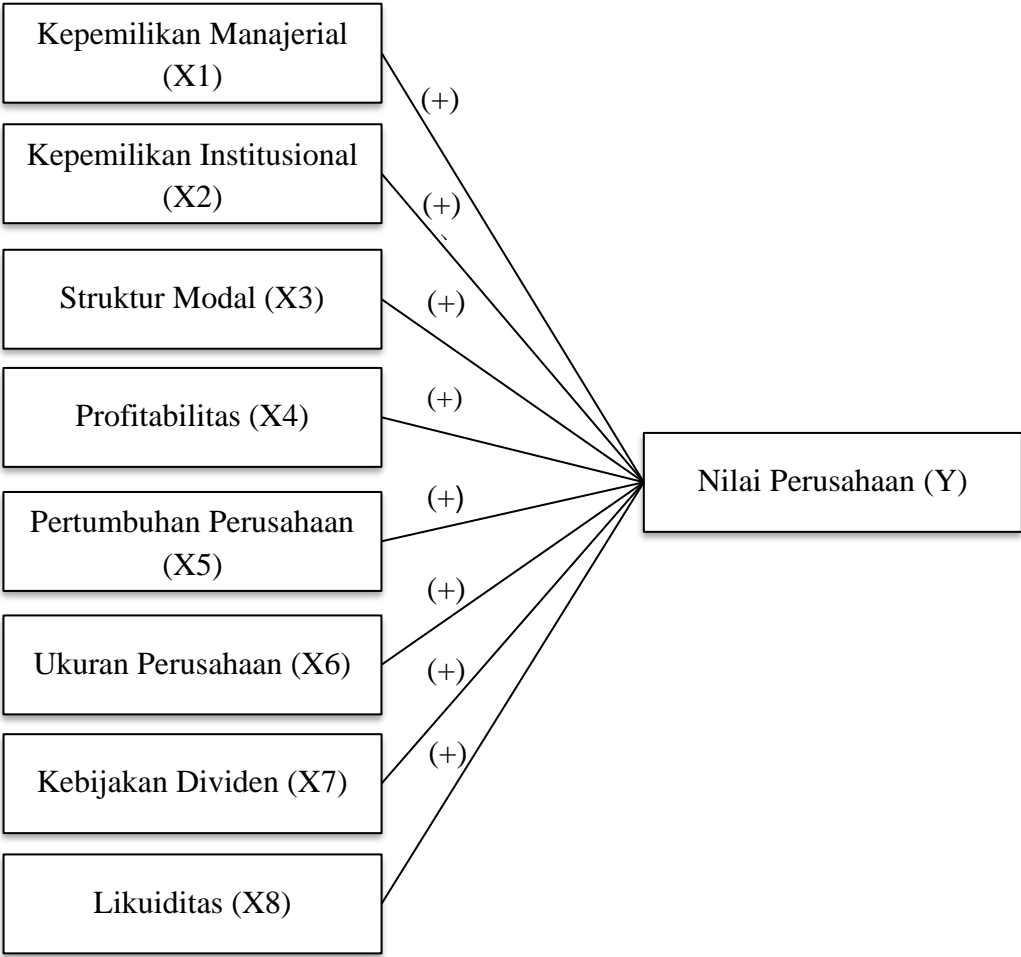 Kepemilikan Manajerial
(X1)
(+)
Kepemilikan Institusional
(X2)
(+)
Struktur Modal (X3)
(+)
Profitabilitas (X4)
(+)
Nilai Perusahaan (Y)
Pertumbuhan Perusahaan
(X5)
(+)
Ukuran Perusahaan (X6)
(+)
Kebijakan Dividen (X7)
(+)
Likuiditas (X8)
(+)